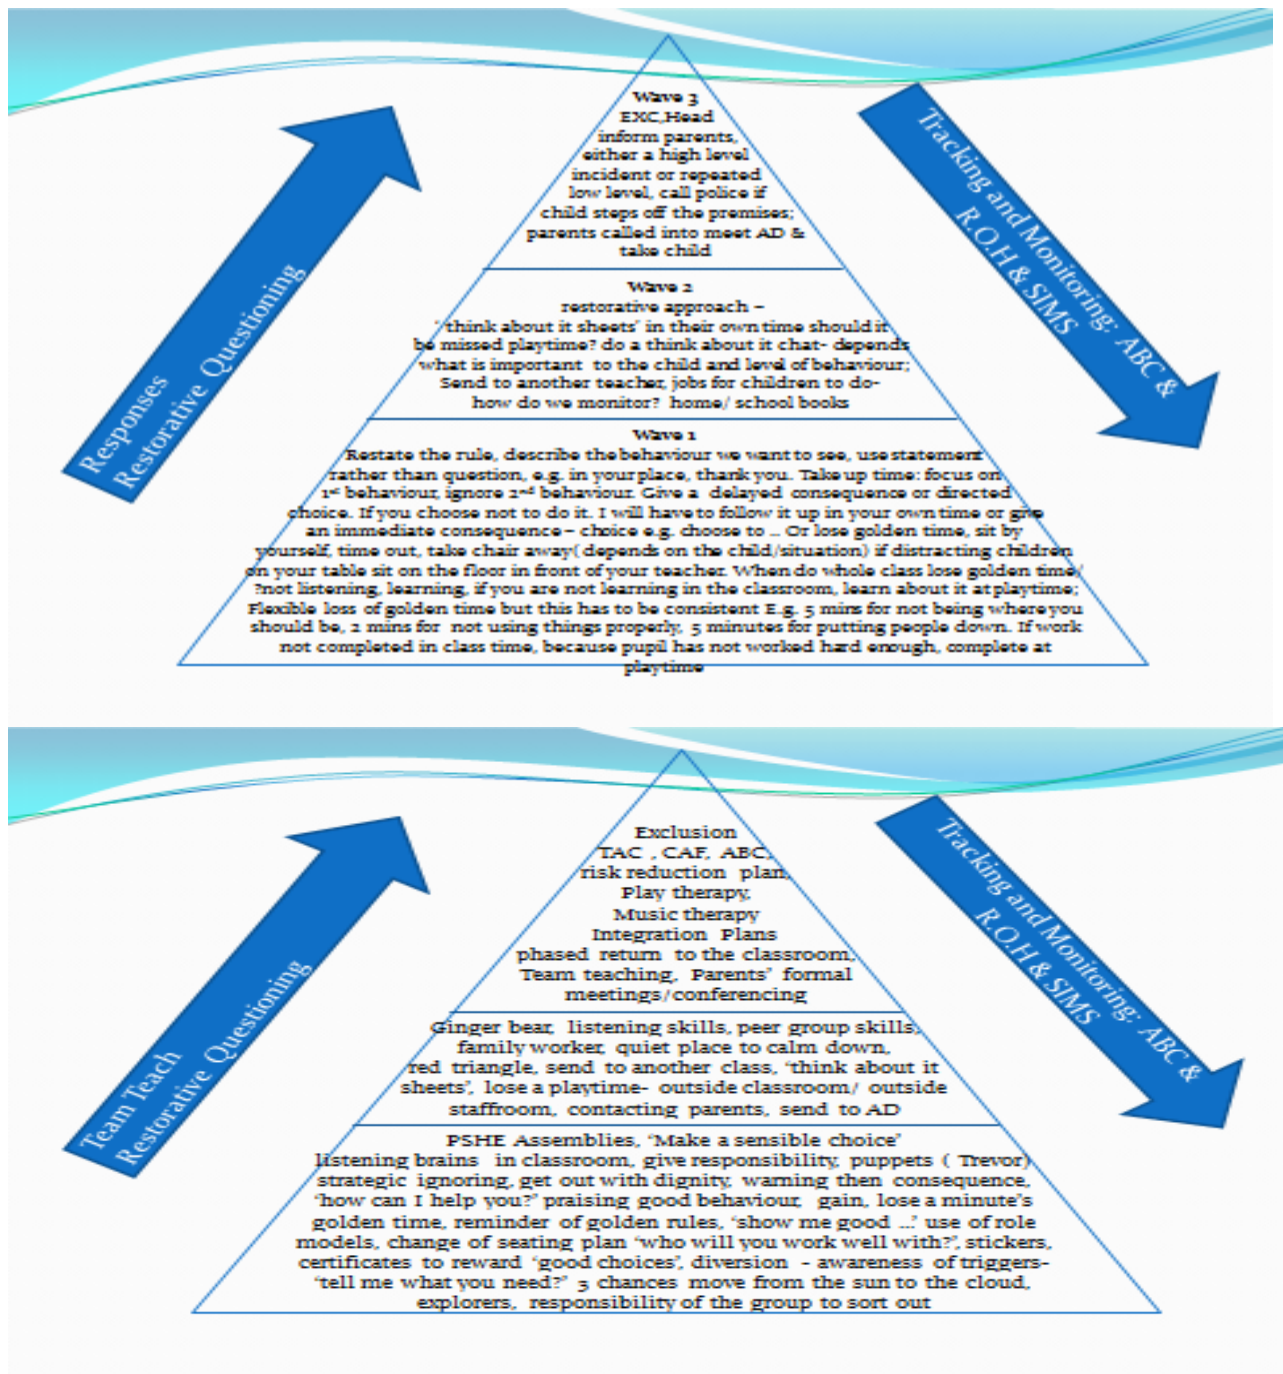 Wave 3
EXC,Head
inform parents,
either a high level
incident or repeated
low level, call police if
child steps off the premises;
parents called into meet AD &
take child
Wave 2
restorative approach –
‘ ‘think about it sheets’ in their own time should it
be missed playtime? do a think about it chat- depends
what is important to the child and level of behaviour;
Send to another teacher, jobs for children to do-
how do we monitor? home/ school books
Wave 1
Restate the rule, describe the behaviour we want to see, use statement
rather than question, e.g. in your place, thank you. Take up time: focus on
1st behaviour, ignore 2nd behaviour. Give a delayed consequence or directed
choice. If you choose not to do it. I will have to follow it up in your own time or give
an immediate consequence – choice e.g. choose to ... Or lose golden time, sit by
yourself, time out, take chair away( depends on the child/situation) if distracting children
on your table sit on the floor in front of your teacher. When do whole class lose golden time/
?not listening, learning, if you are not learning in the classroom, learn about it at playtime;
Flexible loss of golden time but this has to be consistent E.g. 5 mins for not being where you
should be, 2 mins for not using things properly, 5 minutes for putting people down. If work
not completed in class time, because pupil has not worked hard enough, complete at
playtime
Responses
Restorative Questioning
Tracking and Monitoring: ABC &
R.O.H & SIMS
Exclusion
TAC , CAF, ABC,
risk reduction plan,
Play therapy,
Music therapy
Integration Plans
phased return to the classroom,
Team teaching, Parents’ formal
meetings/conferencing
Ginger bear, listening skills, peer group skills,
family worker, quiet place to calm down,
red triangle, send to another class, ‘think about it
sheets’, lose a playtime- outside classroom/ outside
staffroom, contacting parents, send to AD
PSHE Assemblies, ‘Make a sensible choice’
listening brains in classroom, give responsibility, puppets ( Trevor)
strategic ignoring, get out with dignity, warning then consequence,
‘how can I help you?’ praising good behaviour, gain, lose a minute’s
golden time, reminder of golden rules, ‘show me good ...’ use of role
models, change of seating plan ‘who will you work well with?’, stickers,
certificates to reward ‘good choices’, diversion - awareness of triggers-
‘tell me what you need?’ 3 chances move from the sun to the cloud,
explorers, responsibility of the group to sort out
Team Teach
Restorative Questioning
Tracking and Monitoring: ABC &
R.O.H & SIMS